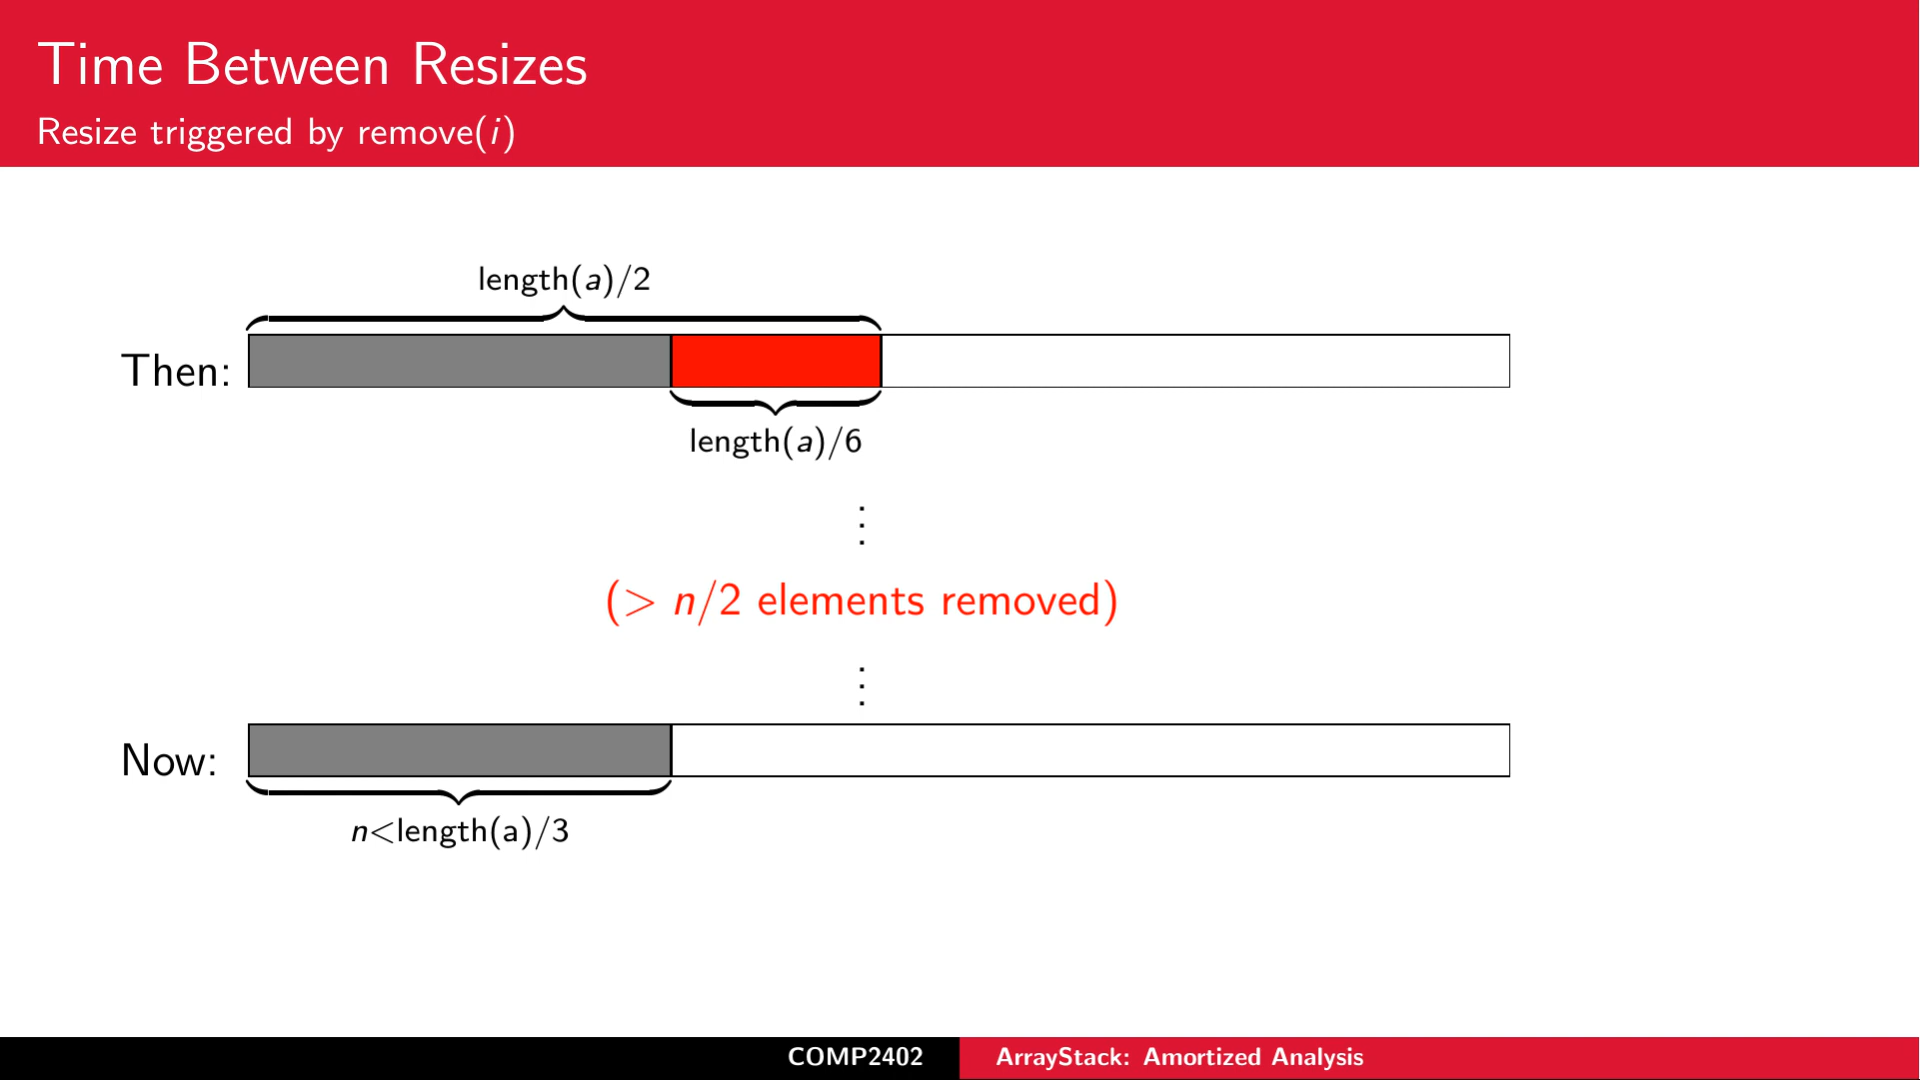 Time Between Resizes
Resize triggered by remove(i)
length(a)/2
Then:
length(a)/6
⋮
(> n/2 elements removed)
⋮
Now:
n<length(a)/3
COMP2402
ArrayStack: Amortized Analysis